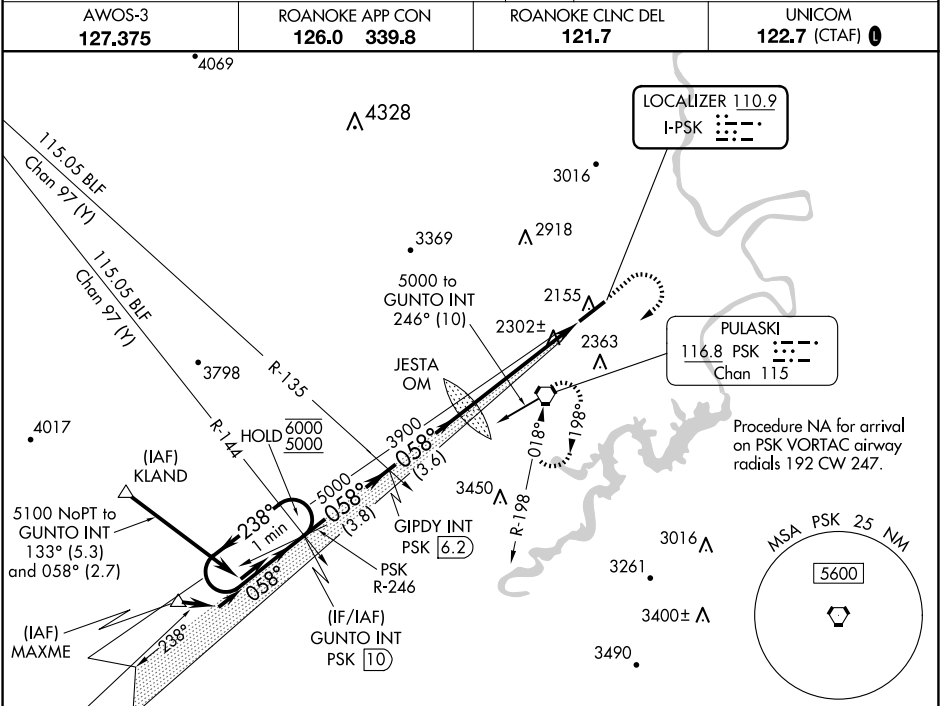 AWOS-3
127.375
ROANOKE APP CON
126.0 339.8
ROANOKE CLNC DEL
121.7
UNICOM
122.7 (CTAF) L
4069
4328
LOCALIZER 110.9
I-PSK
115.05 BLF
Chan 97 (Y)
3016
2918
3369
5000 to
GUNTO INT
246° (10)
115.05 BLF
Chan 97 (Y)
2155
2302±
2363
PULASKI
116.8 PSK
Chan 115
JESTA
OM
3798
R-135
R-144
4017
HOLD 6000
5000
3900
058°
(3.6)
018°
198°
Procedure NA for arrival
on PSK VORTAC airway
radials 192 CW 247.
(IAF)
KLAND
5000
058°
(3.8)
3450
R-198
5100 NoPT to
GUNTO INT
133° (5.3)
and 058° (2.7)
238°
1 min
058°
GIPDY INT
PSK 6.2
PSK
R-246
3016
3261
3400±
3490
MSA PSK 25 NM
5600
(IAF)
MAXME
238°
(IF/IAF)
GUNTO INT
PSK 10